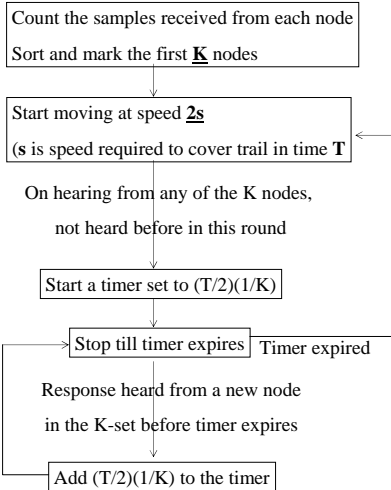 Count the samples received from each node
Sort and mark the first K nodes
Start moving at speed 2s
(s is speed required to cover trail in time T
On hearing from any of the K nodes,
not heard before in this round
Start a timer set to (T/2)(1/K)
Stop till timer expires
Timer expired
Response heard from a new node
in the K-set before timer expires
Add (T/2)(1/K) to the timer